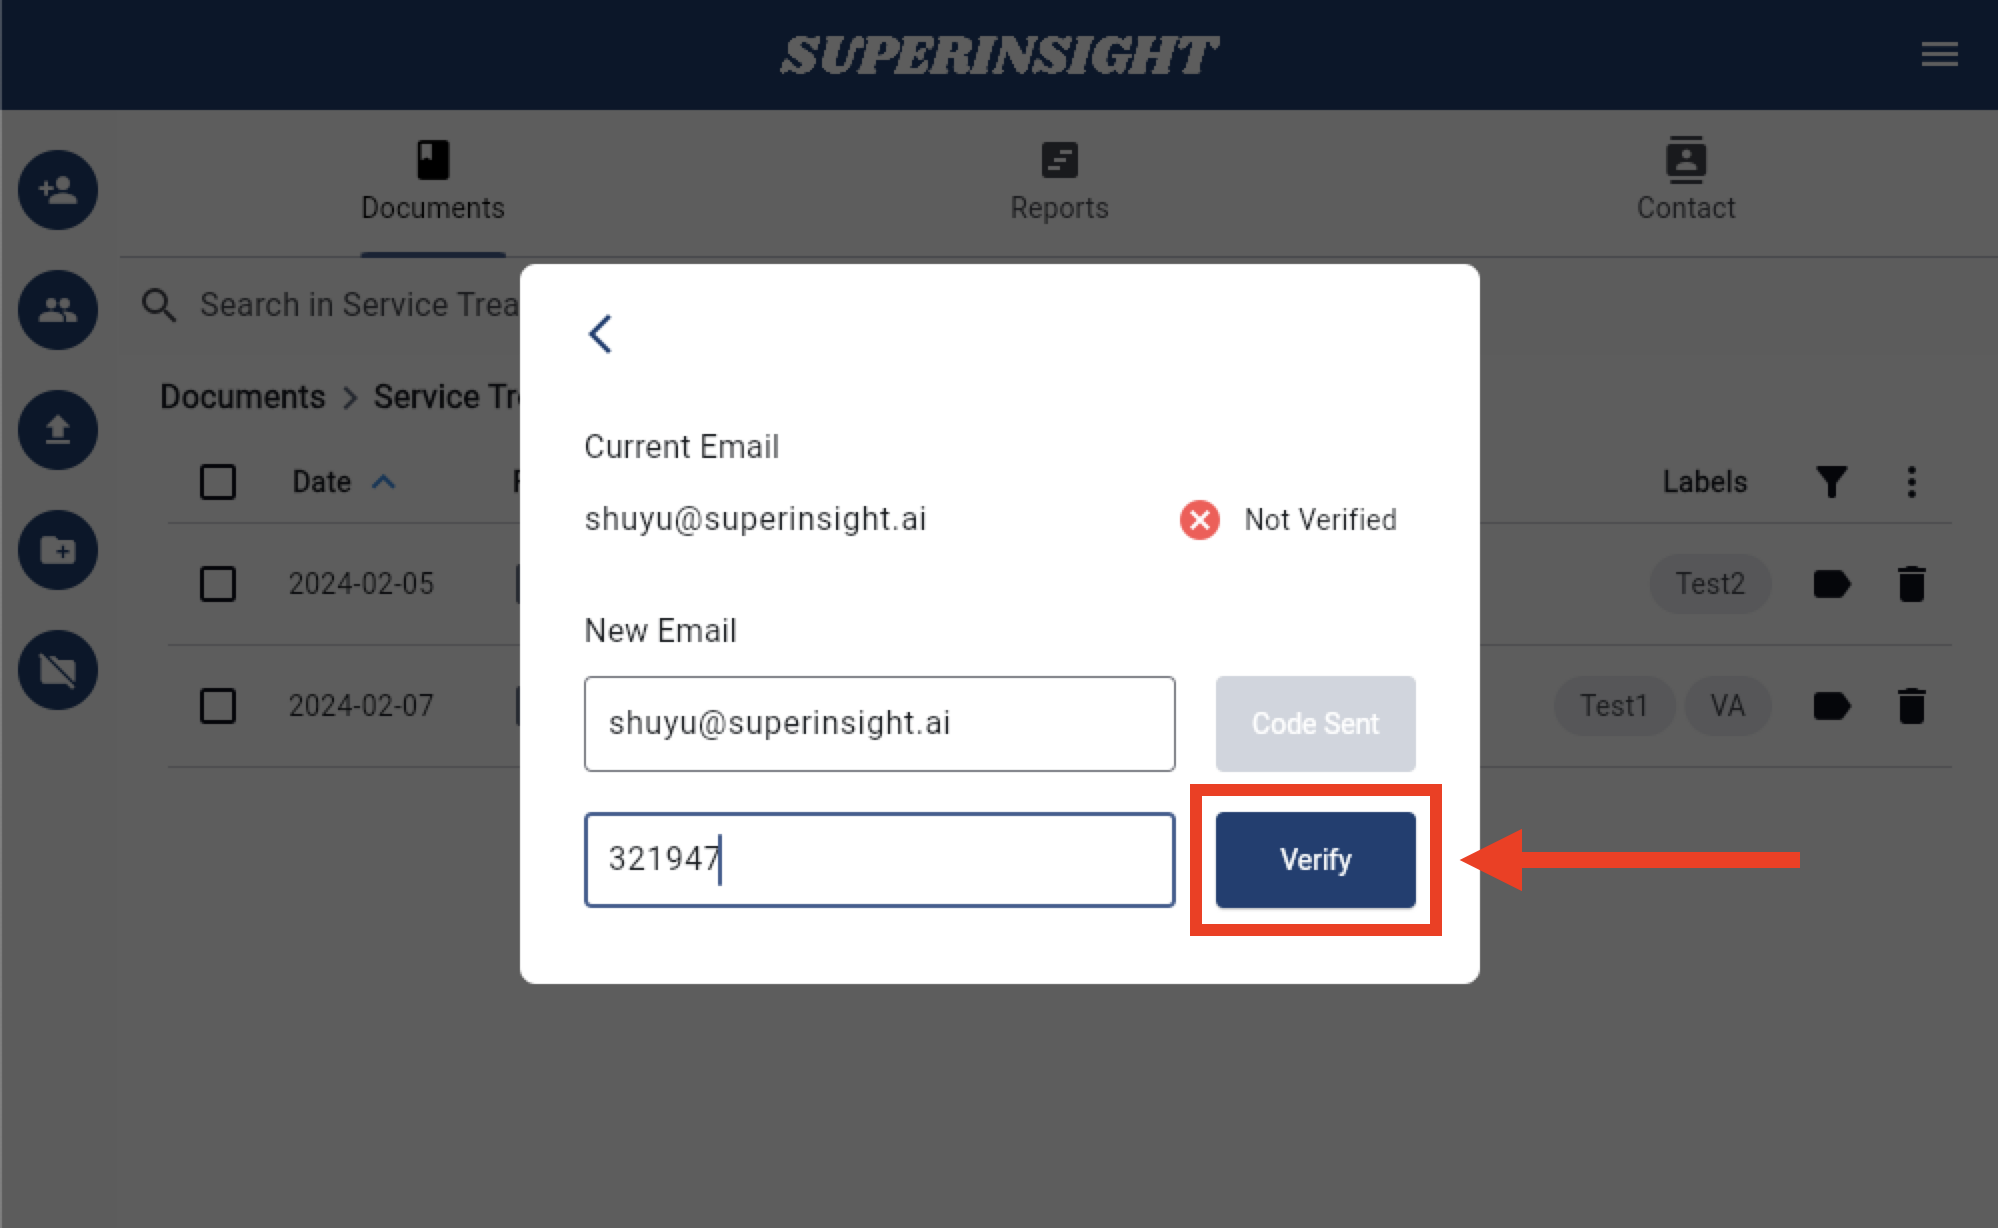 SUPERINSIGHT
Documents
Reports
Contact
Search in Service Trea
Documents > Service Tr
Date
Labels
2024-02-05
Test2
2024-02-07
Test1
VA
Current Email
shuyu@superinsight.ai
Not Verified
New Email
shuyu@superinsight.ai
Code Sent
321947
Verify